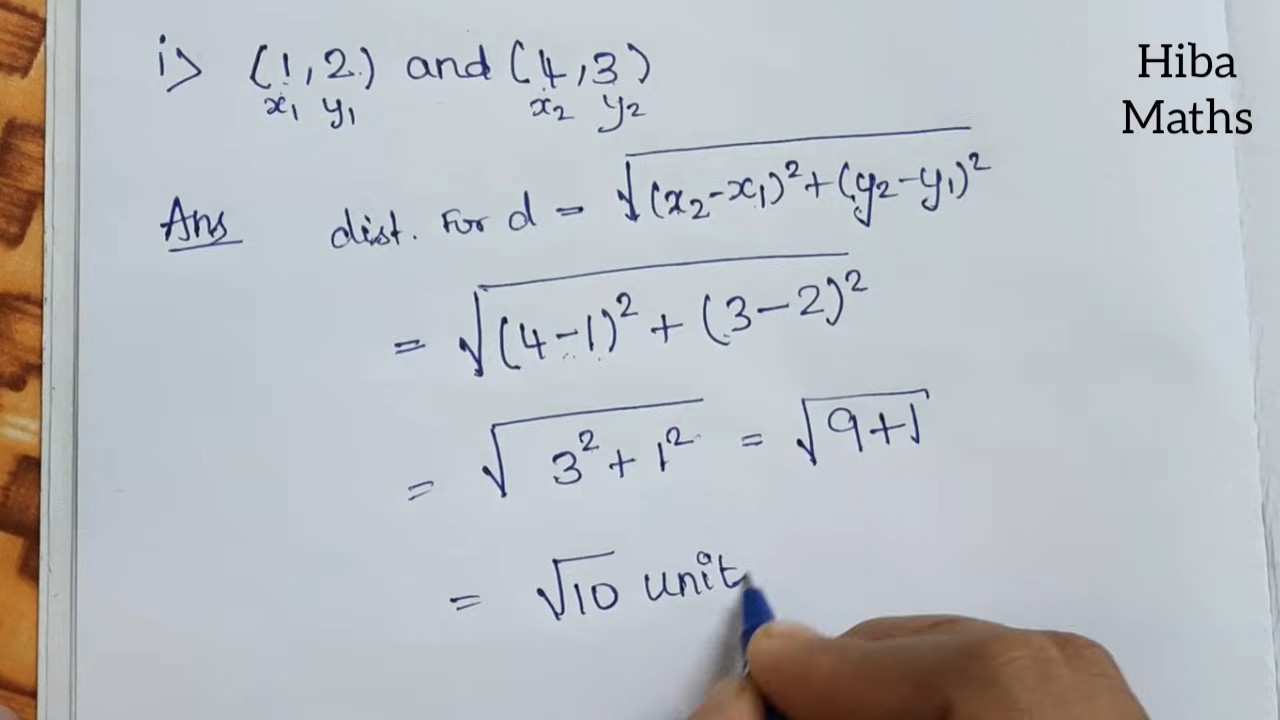 i> (1,2) and (4,3)
x₁ y₁ x₂ y₂
Hiba
Maths
Ans dist. For d = √(x₂-x₁)²+(y₂-y₁)²
= √(4-1)² + (3-2)²
= √3²+1² = √9+1
= √10 unit